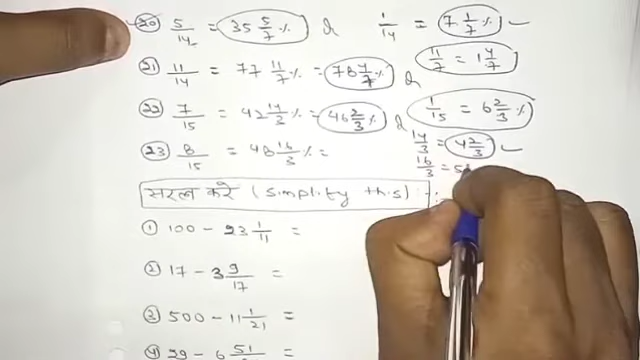 20 5/14 = 35 5/7 % 1/14 = 7 1/7 %
21 11/14 = 77 11/7 % = 78 4/7 % 11/7 = 1 4/7
22 7/15 = 42 14/3 % = 46 2/3 % 1/15 = 6 2/3 %
14/3 = 4 2/3
23 8/15 = 48 16/3 % = 16/3 = 5
सरल करे (Simplify this) :
1 100 - 23 1/11 =
2 17 - 3 9/17 =
3 500 - 11 1/21 =
4 29 - 6 51/ =